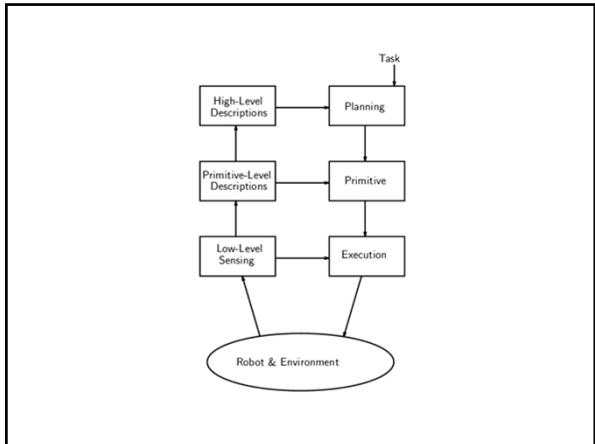 Task
High-Level
Descriptions
Planning
Primitive-Level
Descriptions
Primitive
Low-Level
Sensing
Execution
Robot & Environment